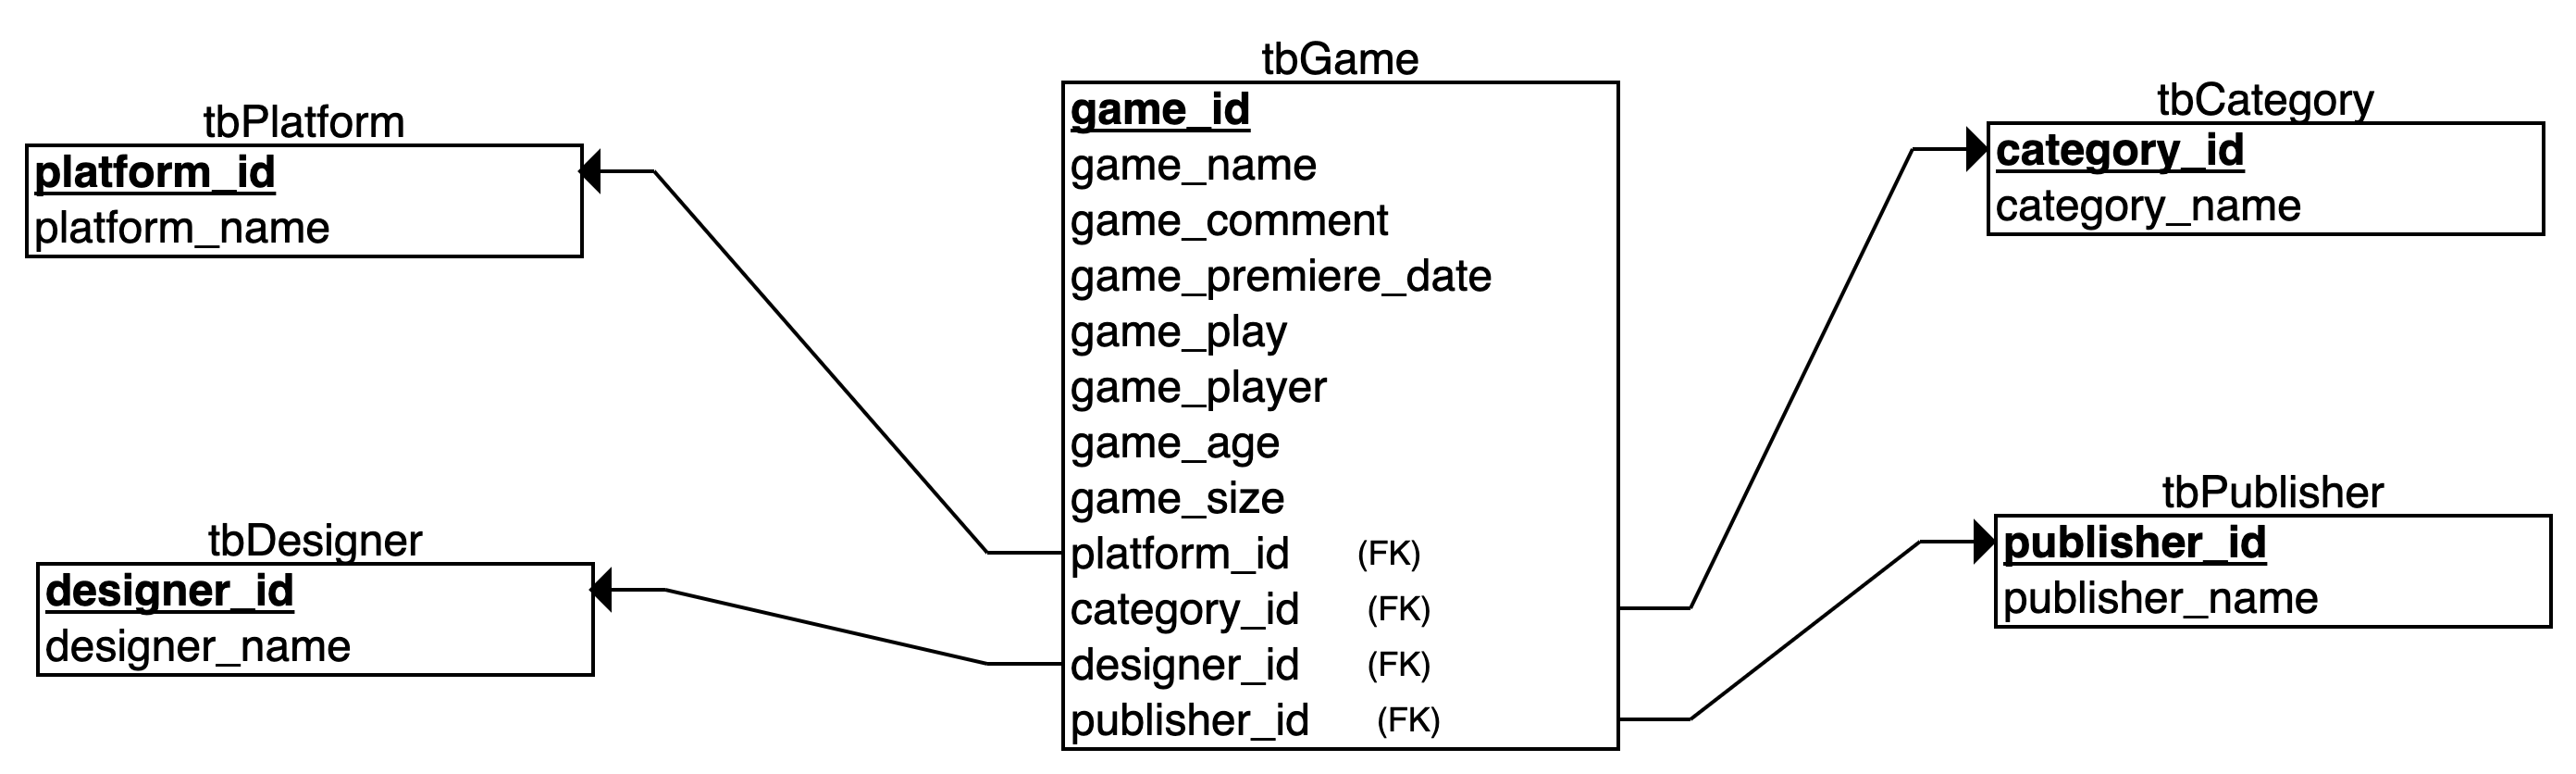 tbPlatform
platform_id
platform_name
tbDesigner
designer_id
designer_name
tbGame
game_id
game_name
game_comment
game_premiere_date
game_play
game_player
game_age
game_size
platform_id (FK)
category_id (FK)
designer_id (FK)
publisher_id (FK)
tbCategory
category_id
category_name
tbPublisher
publisher_id
publisher_name